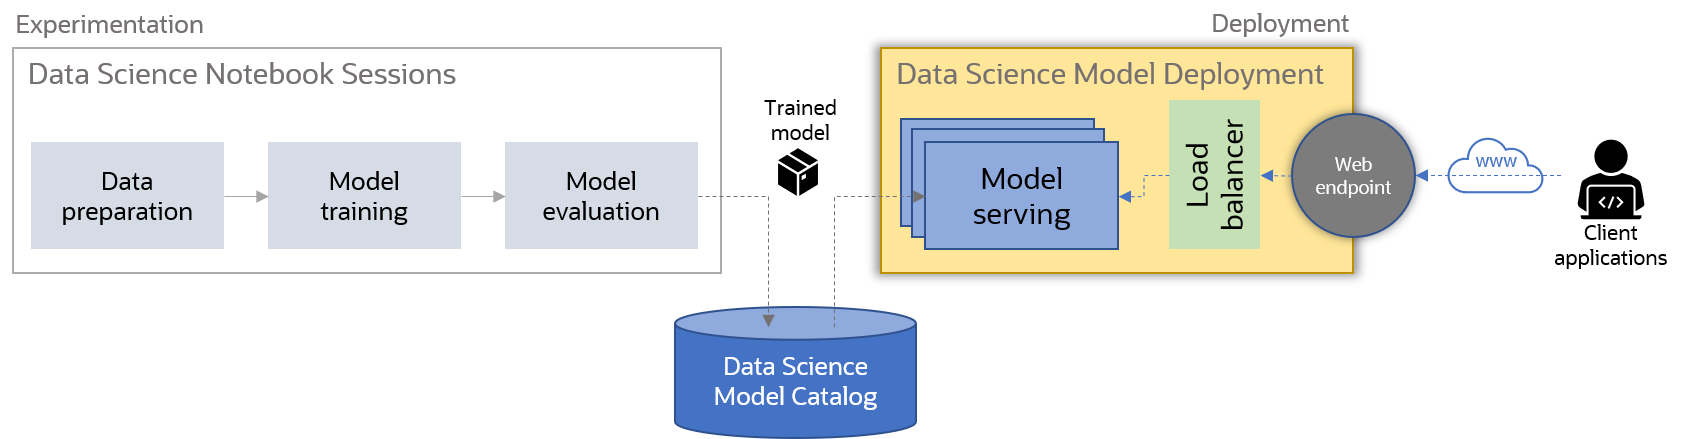 Experimentation
Data Science Notebook Sessions
Data
preparation
Model
training
Model
evaluation
Trained
model
Data Science
Model Catalog
Deployment
Data Science Model Deployment
Model
serving
Load
balancer
Web
endpoint
www
</>
Client
applications